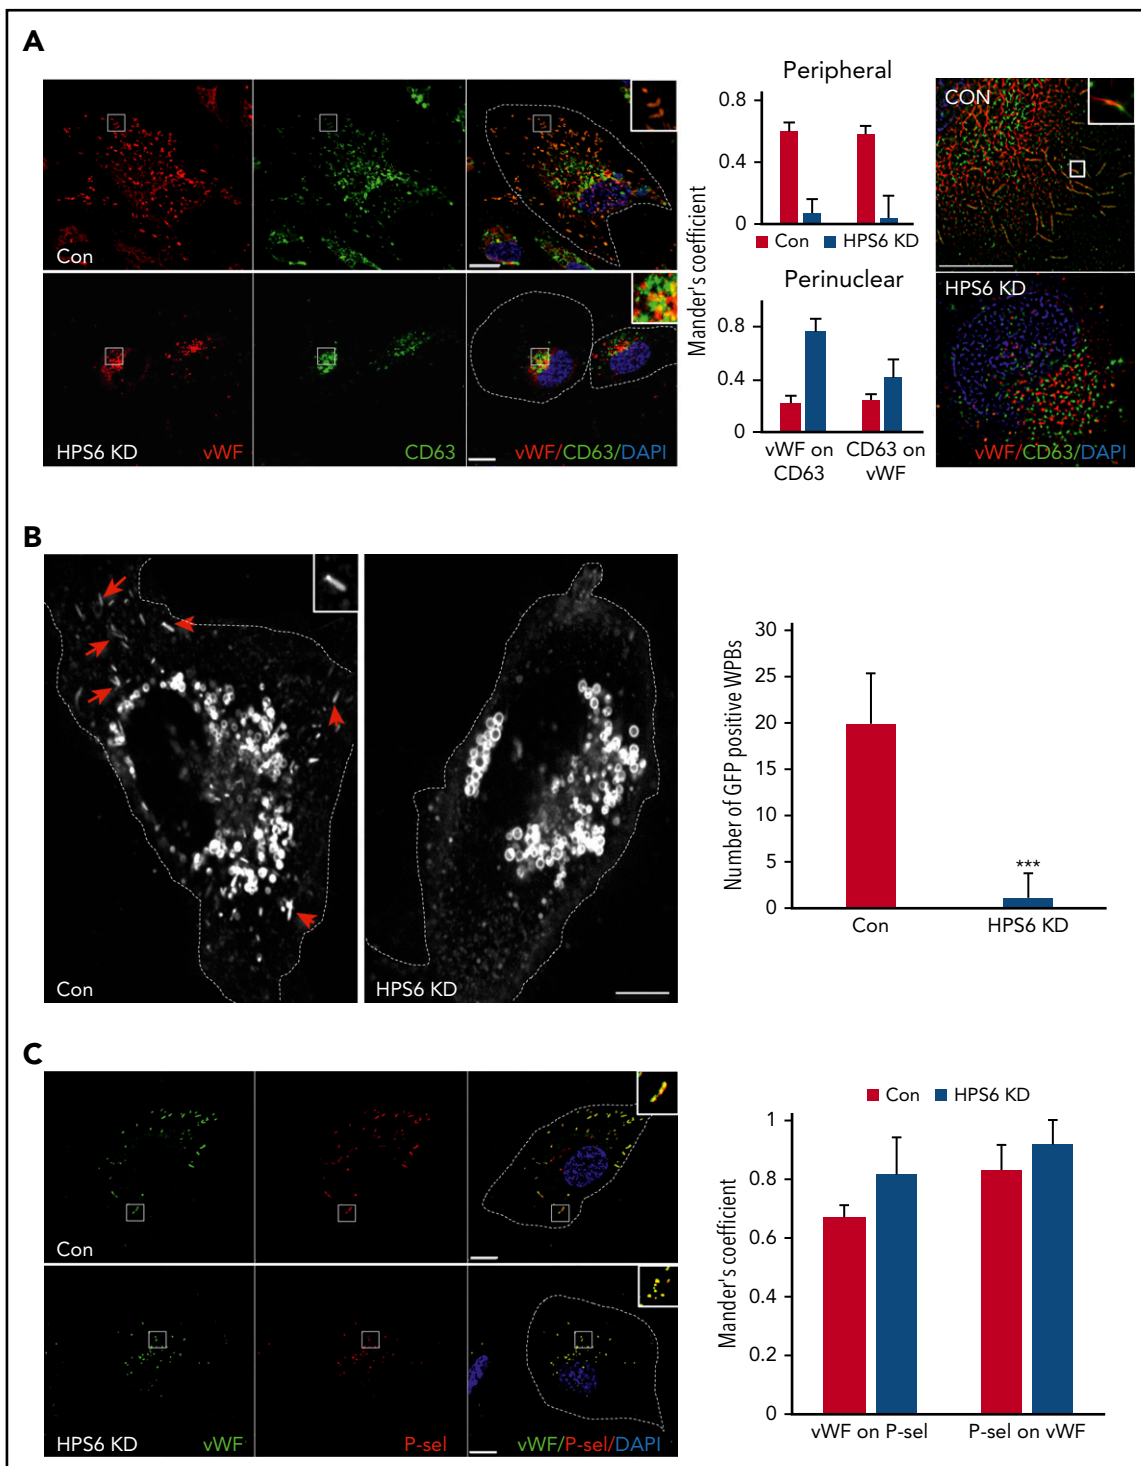 A
Con
HPS6 KD
vWF
CD63
vWF/CD63/DAPI
Peripheral
0.8
0.4
0
Con
HPS6 KD
Mander's coefficient
Perinuclear
0.8
0.4
0
vWF on
CD63
CD63 on
vWF
CON
HPS6 KD
vWF/CD63/DAPI
B
Con
HPS6 KD
Number of GFP positive WPBs
30
25
20
15
10
5
0
***
Con
HPS6 KD
C
Con
HPS6 KD
vWF
P-sel
vWF/P-sel/DAPI
Con
HPS6 KD
Mander's coefficient
1
0.8
0.6
0.4
0.2
0
vWF on P-sel
P-sel on vWF